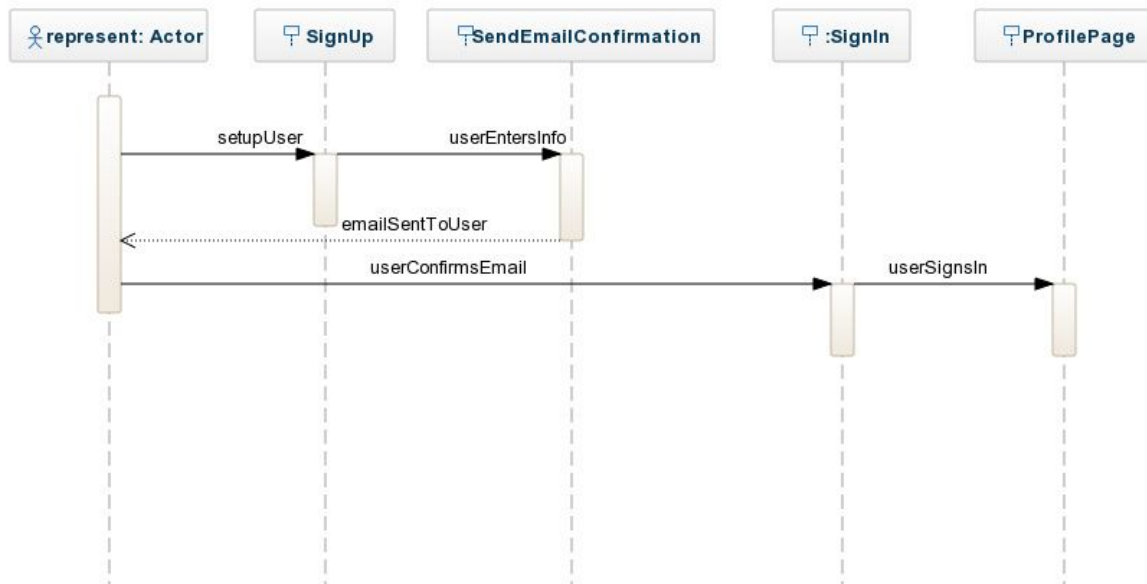 represent: Actor
SignUp
SendEmailConfirmation
:SignIn
ProfilePage
setupUser
userEntersInfo
emailSentToUser
userConfirmsEmail
userSignsIn